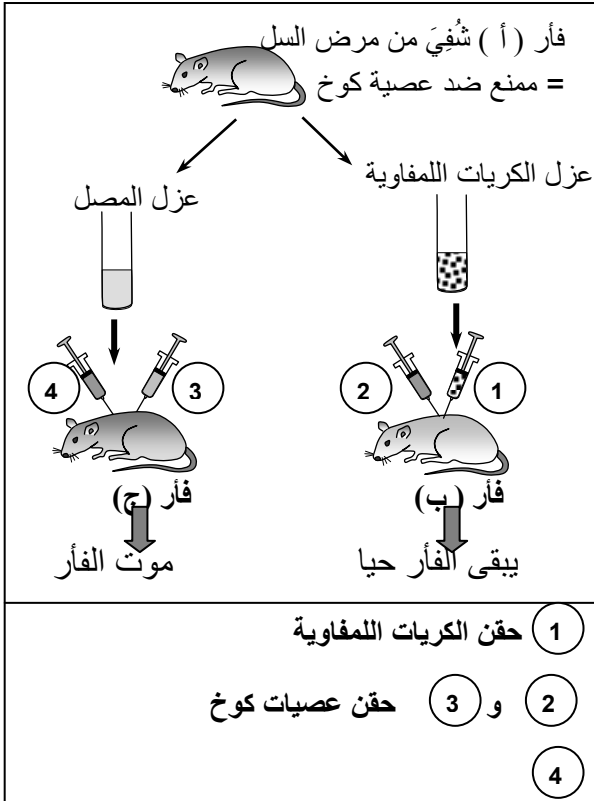 فأر ( أ ) شُفِيَ من مرض السل
= ممنع ضد عصية كوخ
عزل الكريات اللمفاوية
عزل المصل
1
2
3
4
فأر ( ب)
فأر (ج)
يبقى الفأر حيا
موت الفأر
1 حقن الكريات اللمفاوية
2 و 3 حقن عصيات كوخ
4